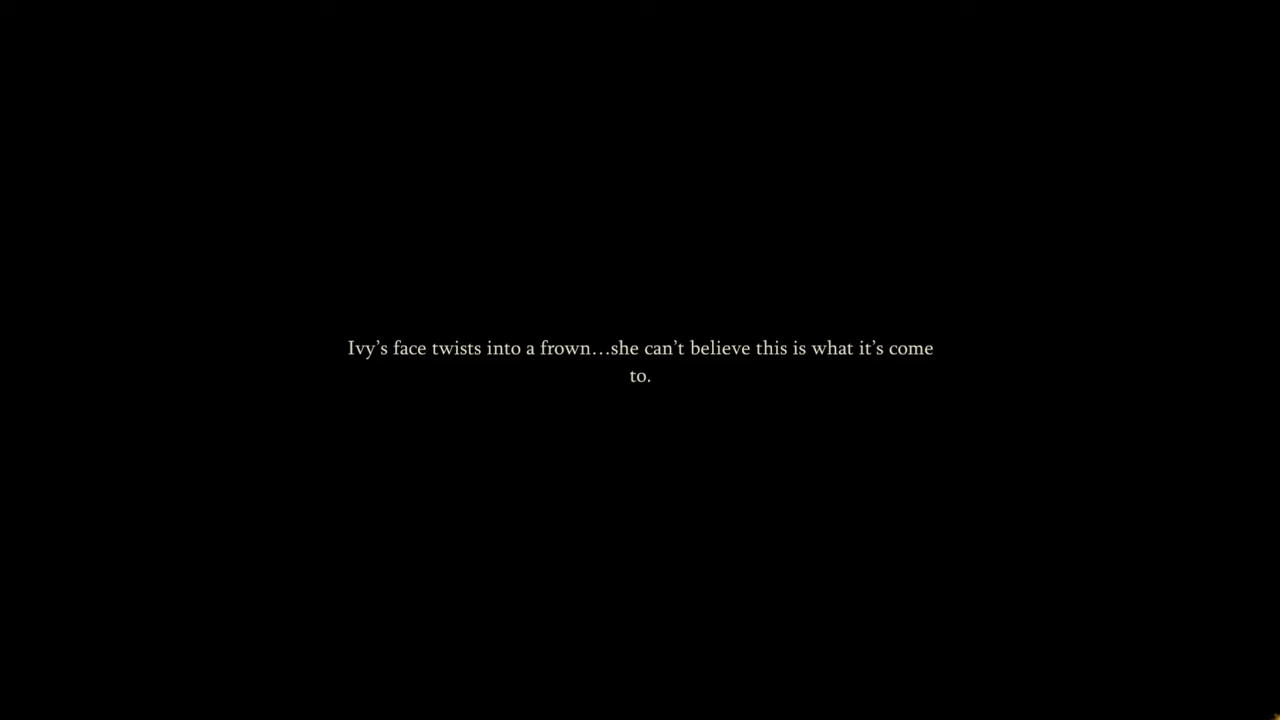 Ivy’s face twists into a frown…she can’t believe this is what it’s come
to.